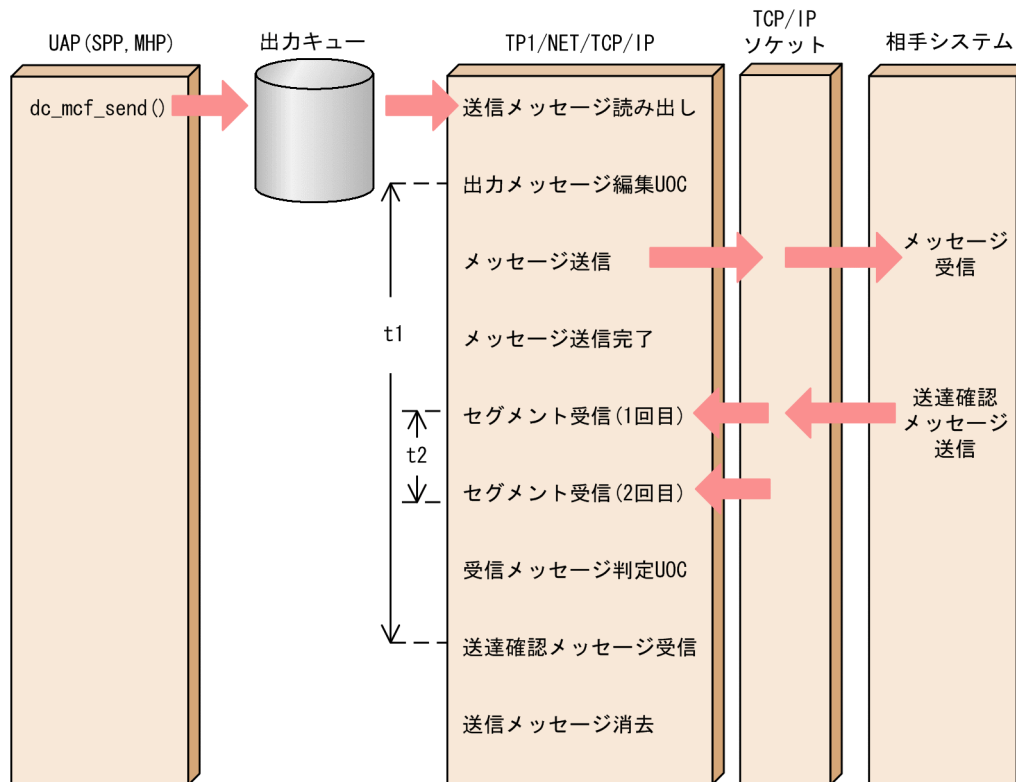 UAP(SPP,MHP)
出力キュー
TP1/NET/TCP/IP
TCP/IP
ソケット
相手システム
dc_mcf_send()
送信メッセージ読み出し
出力メッセージ編集UOC
メッセージ送信
メッセージ
受信
t1
メッセージ送信完了
セグメント受信(1回目)
送達確認
メッセージ
送信
t2
セグメント受信(2回目)
受信メッセージ判定UOC
送達確認メッセージ受信
送信メッセージ消去